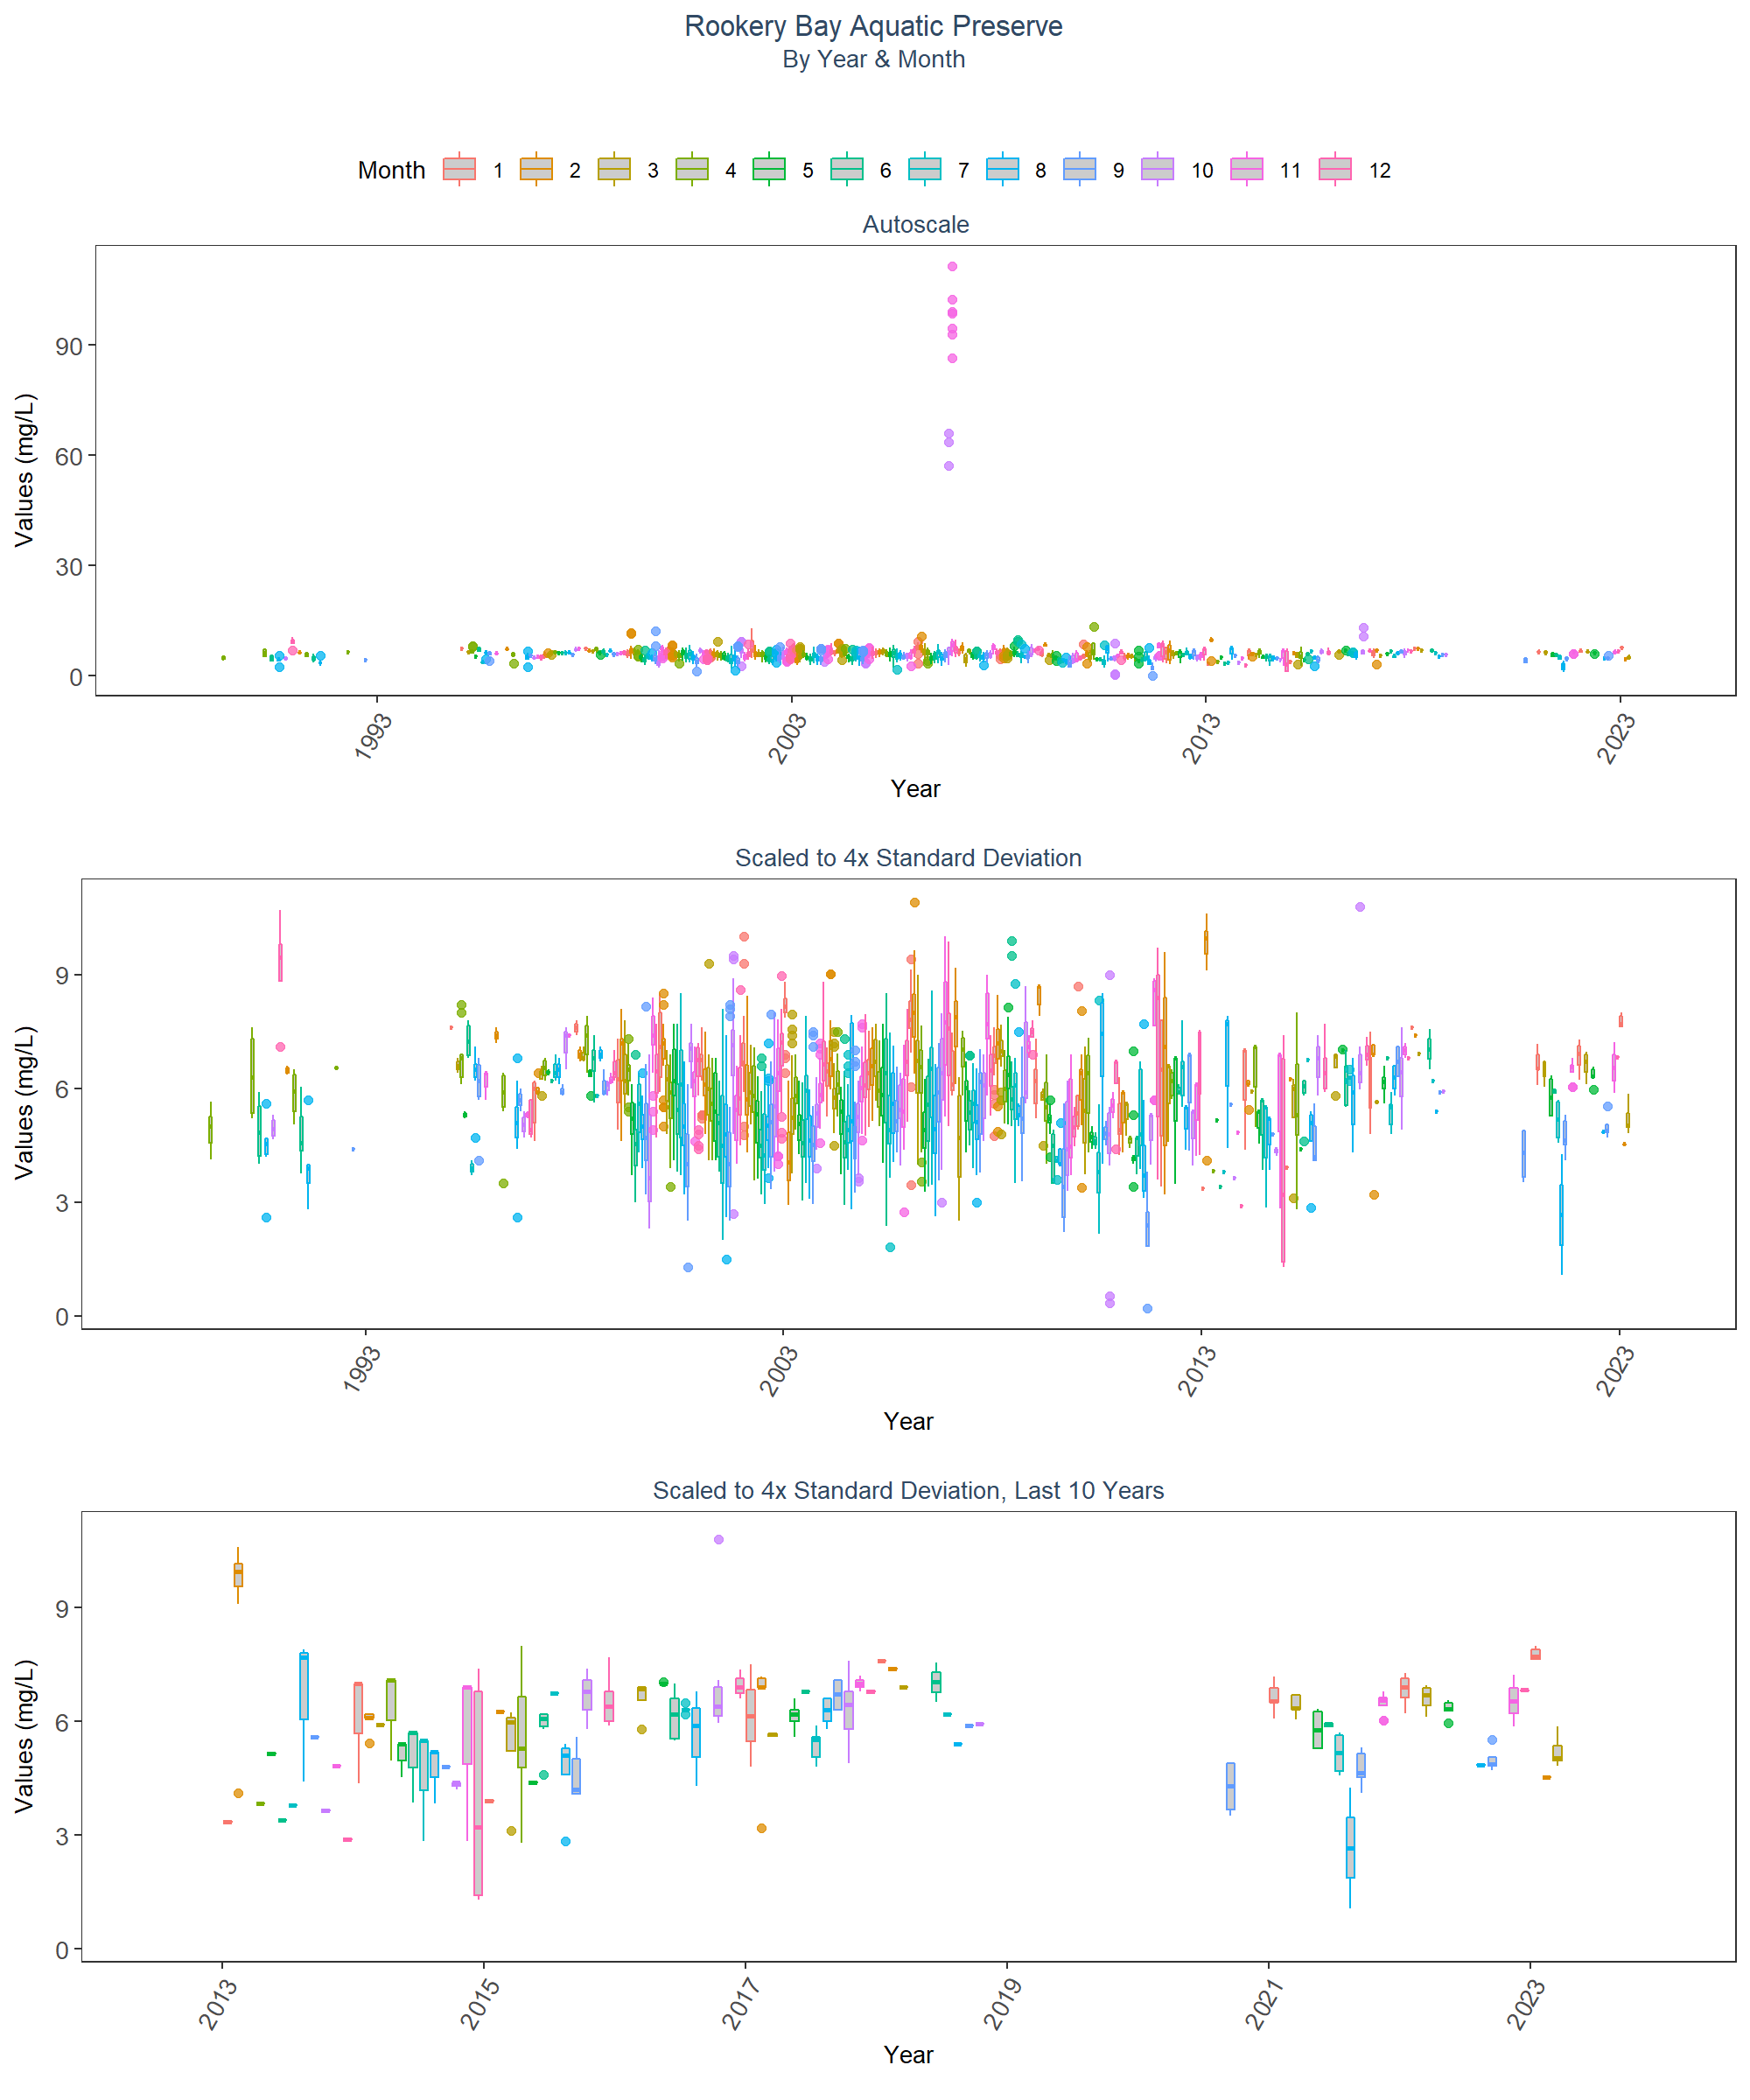 Rookery Bay Aquatic Preserve
By Year & Month
Month 1 2 3 4 5 6 7 8 9 10 11 12
Autoscale
Values (mg/L)
90
60
30
0
1993 2003 2013 2023
Year
Scaled to 4x Standard Deviation
Values (mg/L)
9
6
3
0
1993 2003 2013 2023
Year
Scaled to 4x Standard Deviation, Last 10 Years
Values (mg/L)
9
6
3
0
2013 2015 2017 2019 2021 2023
Year